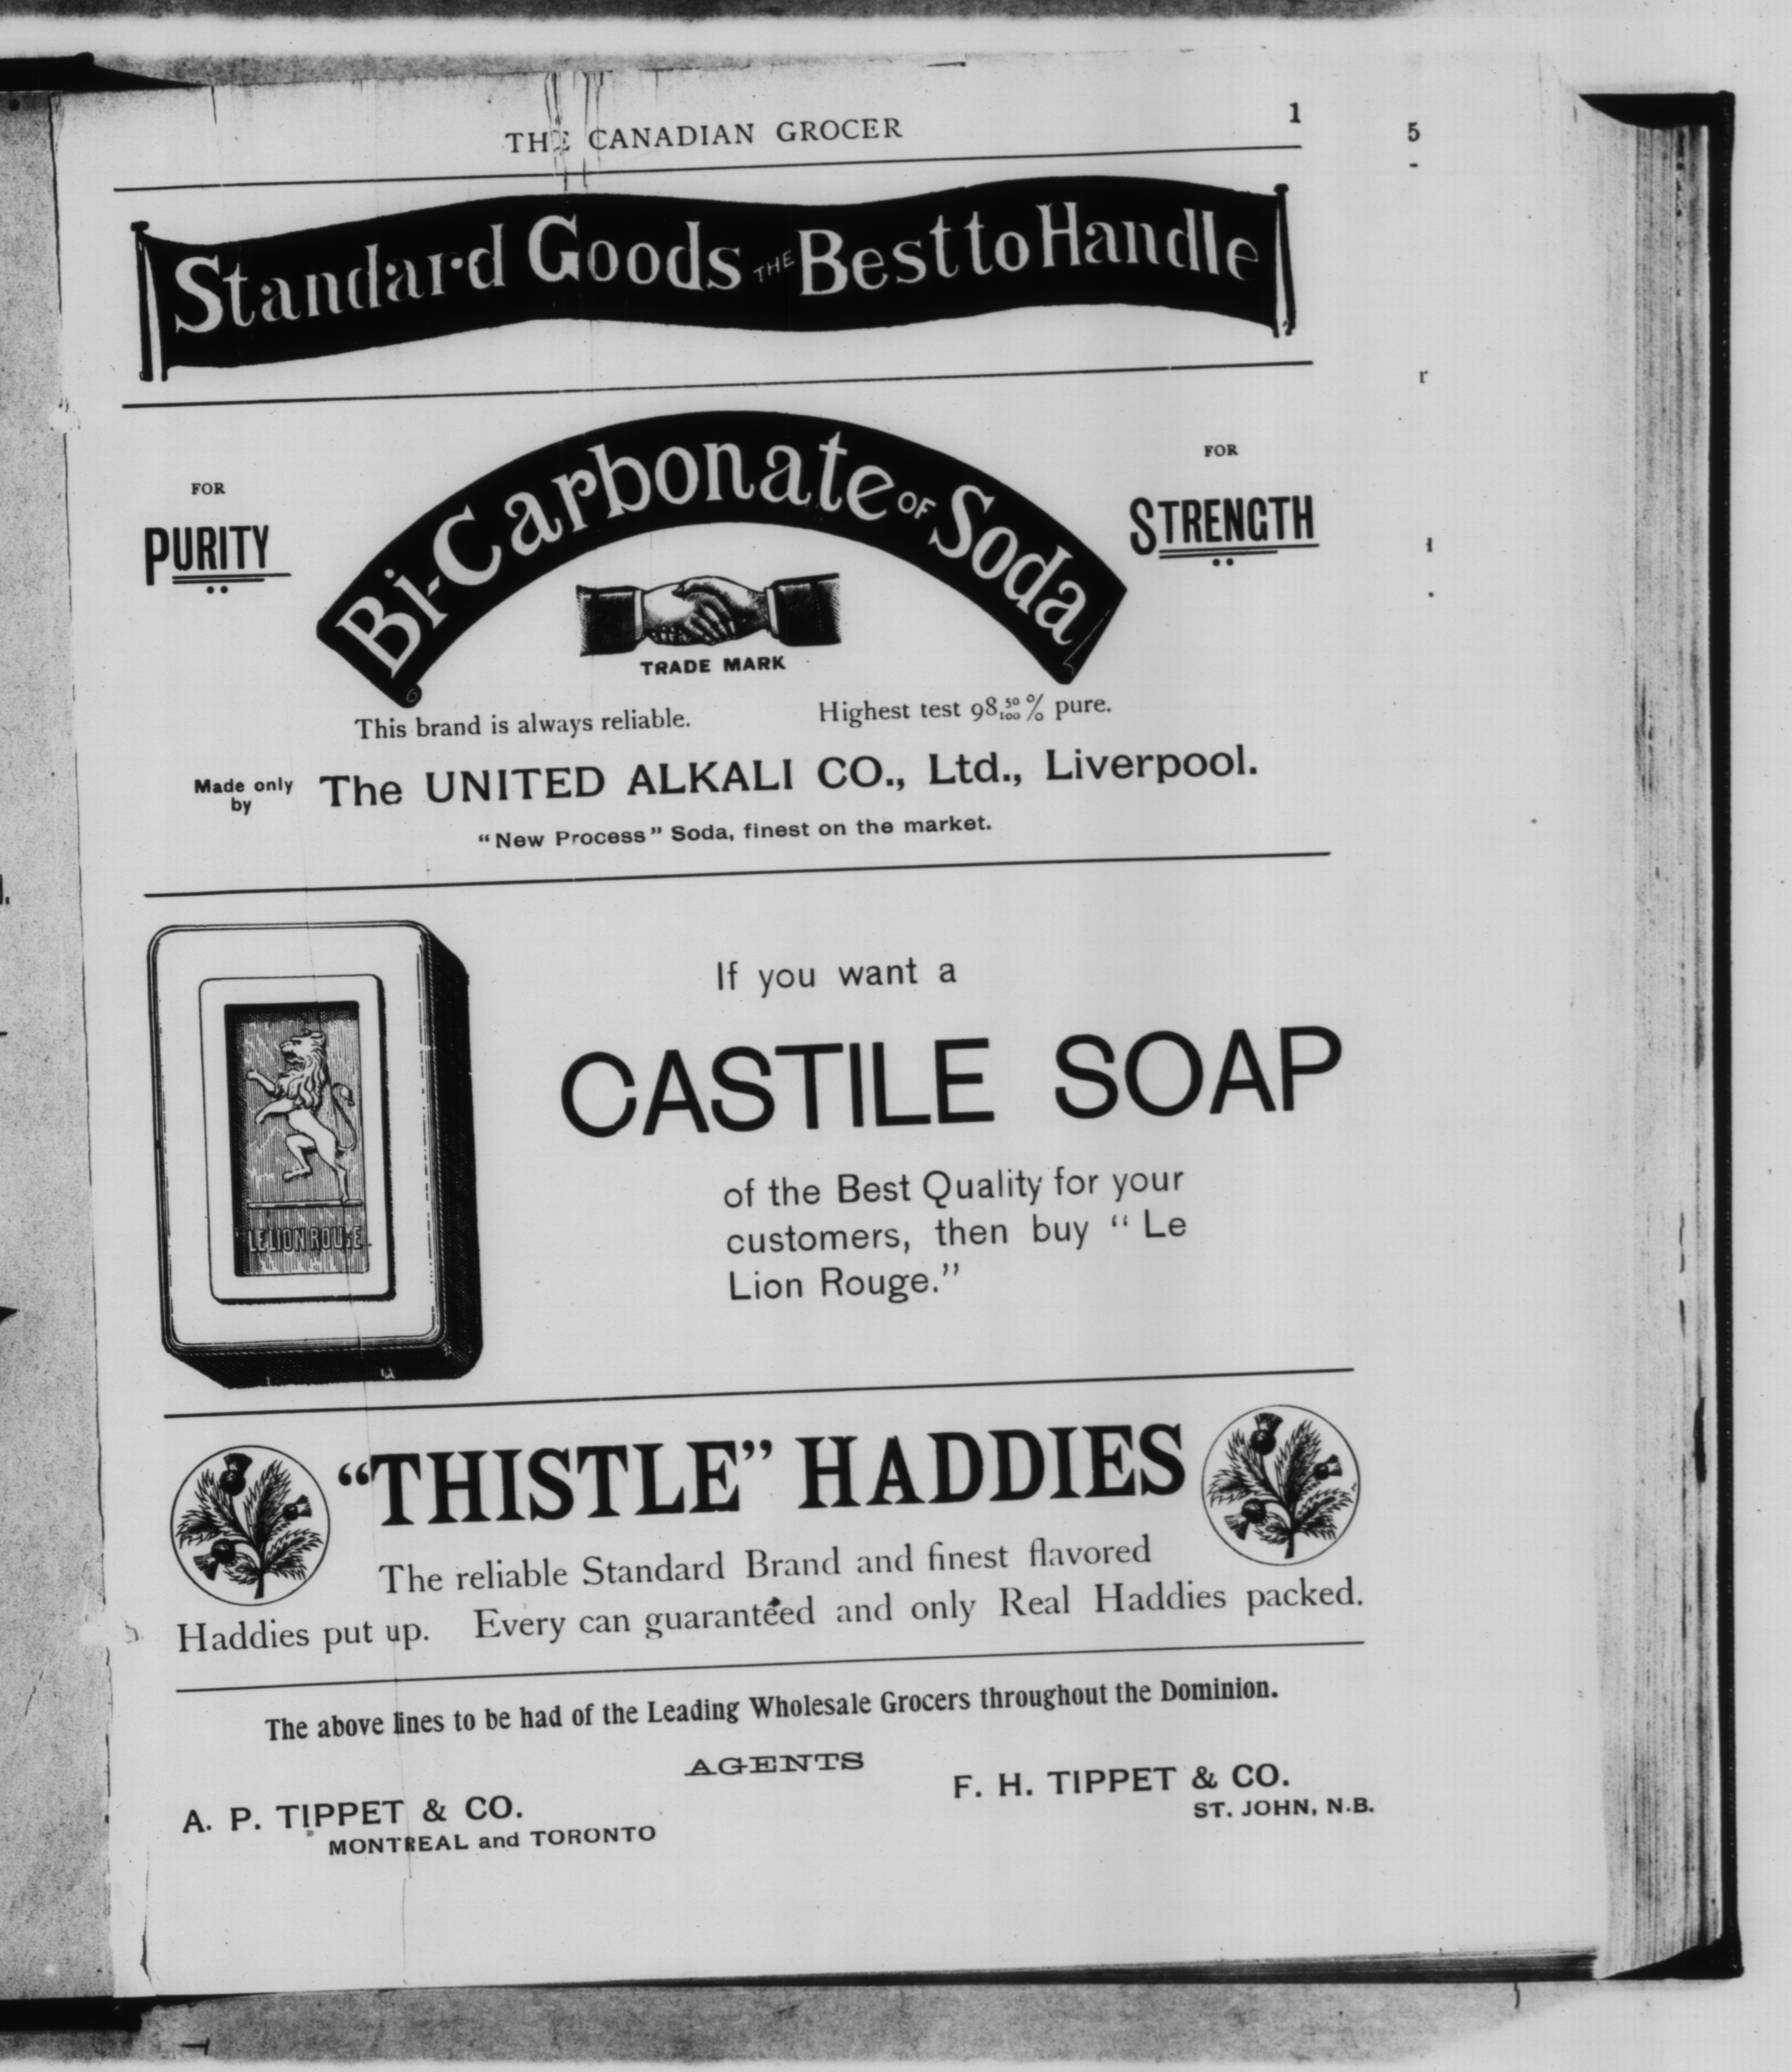 THE CANADIAN GROCER 1
5
Standard Goods THE Best to Handle
FOR
PURITY
Bi-Carbonate OF Soda
FOR
STRENGTH
TRADE MARK
This brand is always reliable. Highest test 98 50/100 % pure.
Made only
by
The UNITED ALKALI CO., Ltd., Liverpool.
"New Process" Soda, finest on the market.
LE LION ROUGE
If you want a
CASTILE SOAP
of the Best Quality for your
customers, then buy "Le
Lion Rouge."
"THISTLE" HADDIES
The reliable Standard Brand and finest flavored
Haddies put up. Every can guaranteed and only Real Haddies packed.
The above lines to be had of the Leading Wholesale Grocers throughout the Dominion.
AGENTS
A. P. TIPPET & CO.
MONTREAL and TORONTO
F. H. TIPPET & CO.
ST. JOHN, N.B.